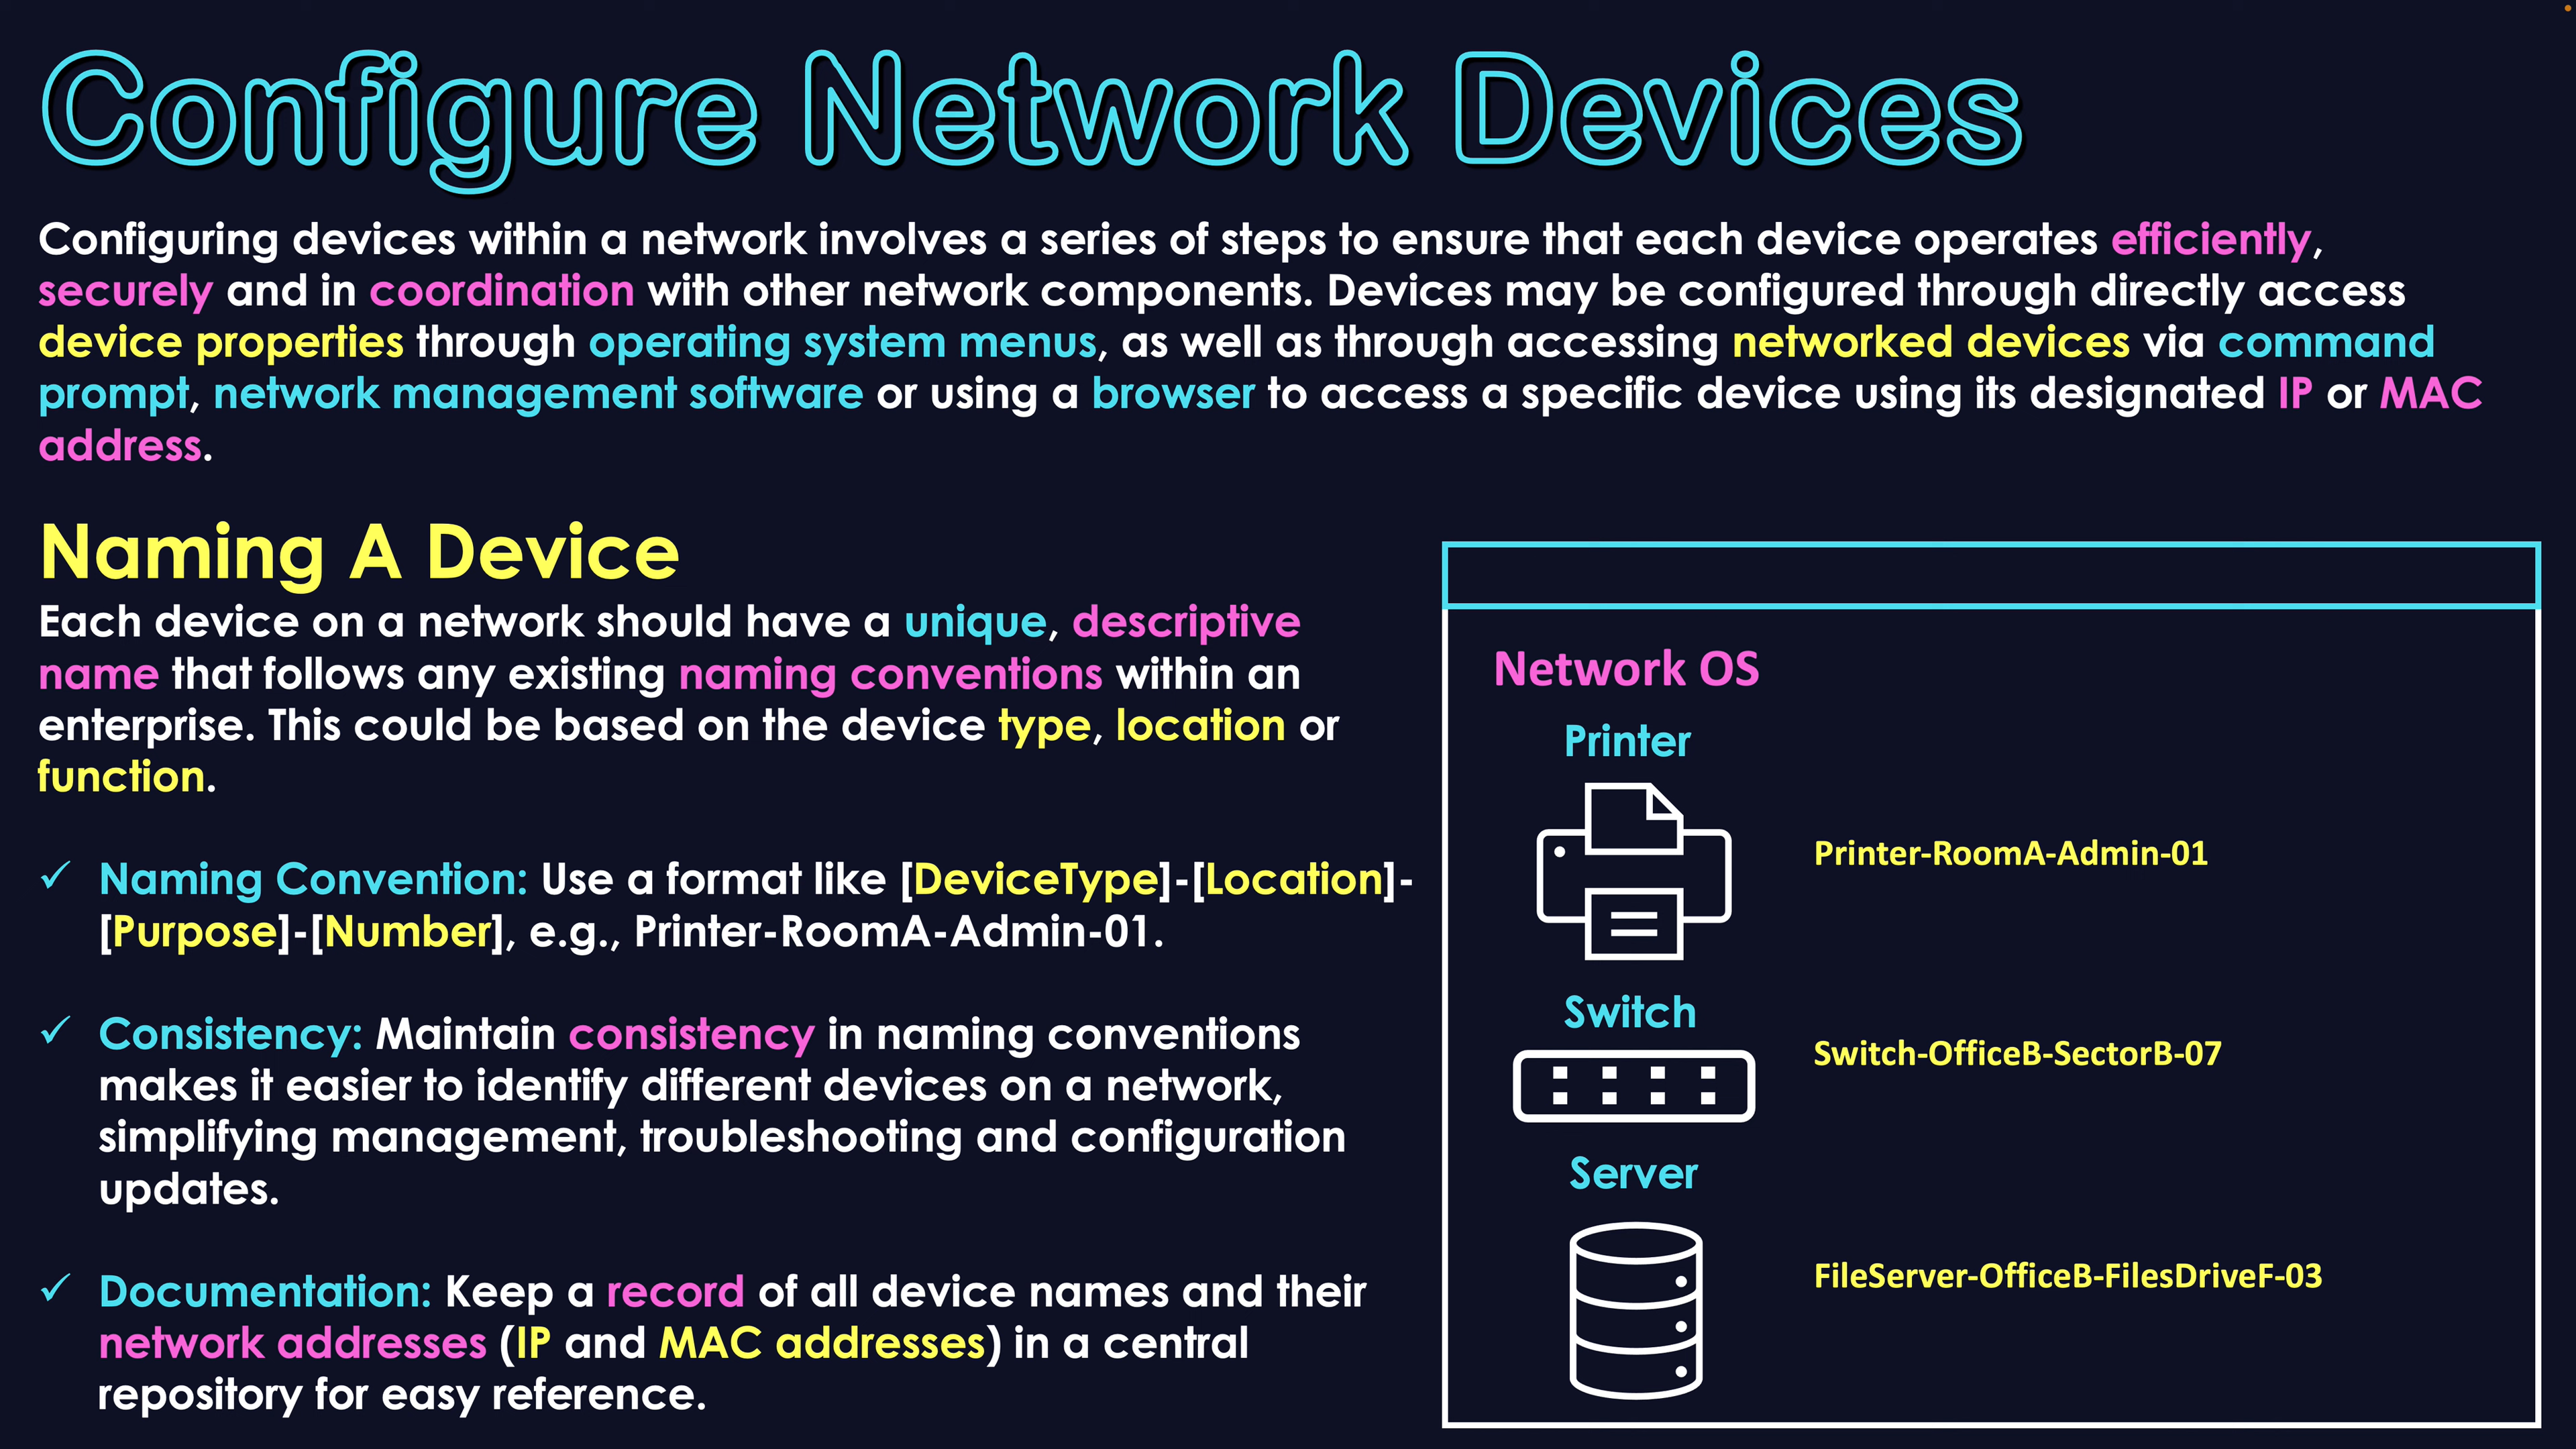 Configure Network Devices
Configuring devices within a network involves a series of steps to ensure that each device operates efficiently,
securely and in coordination with other network components. Devices may be configured through directly access
device properties through operating system menus, as well as through accessing networked devices via command
prompt, network management software or using a browser to access a specific device using its designated IP or MAC
address.
Naming A Device
Each device on a network should have a unique, descriptive
name that follows any existing naming conventions within an
enterprise. This could be based on the device type, location or
function.
✓ Naming Convention: Use a format like [DeviceType]-[Location]-
[Purpose]-[Number], e.g., Printer-RoomA-Admin-01.
✓ Consistency: Maintain consistency in naming conventions
makes it easier to identify different devices on a network,
simplifying management, troubleshooting and configuration
updates.
✓ Documentation: Keep a record of all device names and their
network addresses (IP and MAC addresses) in a central
repository for easy reference.
Network OS
Printer
Printer-RoomA-Admin-01
Switch
Switch-OfficeB-SectorB-07
Server
FileServer-OfficeB-FilesDriveF-03